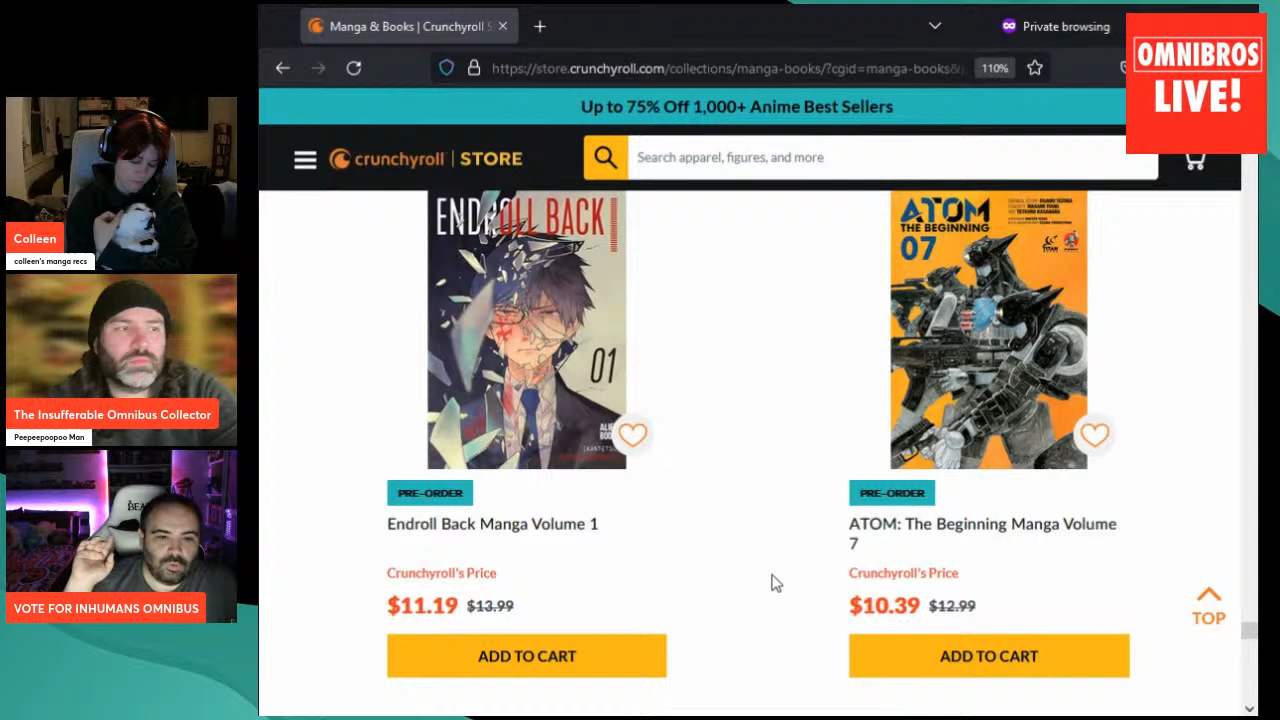 Manga & Books | Crunchyroll S
Private browsing
https://store.crunchyroll.com/collections/manga-books/?cgid=manga-books&
110%
OMNIBROS
LIVE!
Up to 75% Off 1,000+ Anime Best Sellers
crunchyroll | STORE
Search apparel, figures, and more
Colleen
colleen's manga recs
The Insufferable Omnibus Collector
Peepeepoopoo Man
VOTE FOR INHUMANS OMNIBUS
ENDROLL BACK
01
ATOM
THE BEGINNING
07
TITAN
PRE-ORDER
Endroll Back Manga Volume 1
Crunchyroll's Price
$11.19 $13.99
ADD TO CART
PRE-ORDER
ATOM: The Beginning Manga Volume
7
Crunchyroll's Price
$10.39 $12.99
ADD TO CART
TOP